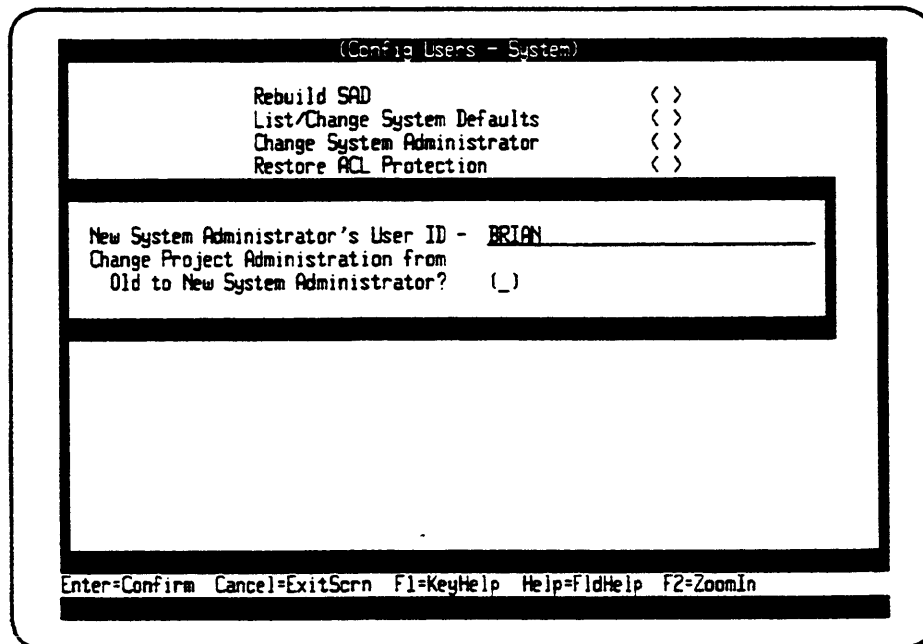 (Config Users - System)
Rebuild SAD < >
List/Change System Defaults < >
Change System Administrator < >
Restore ACL Protection < >
New System Administrator's User ID - BRIAN
Change Project Administration from
Old to New System Administrator? (_)
Enter=Confirm Cancel=ExitScrn F1=KeyHelp Help=FldHelp F2=ZoomIn